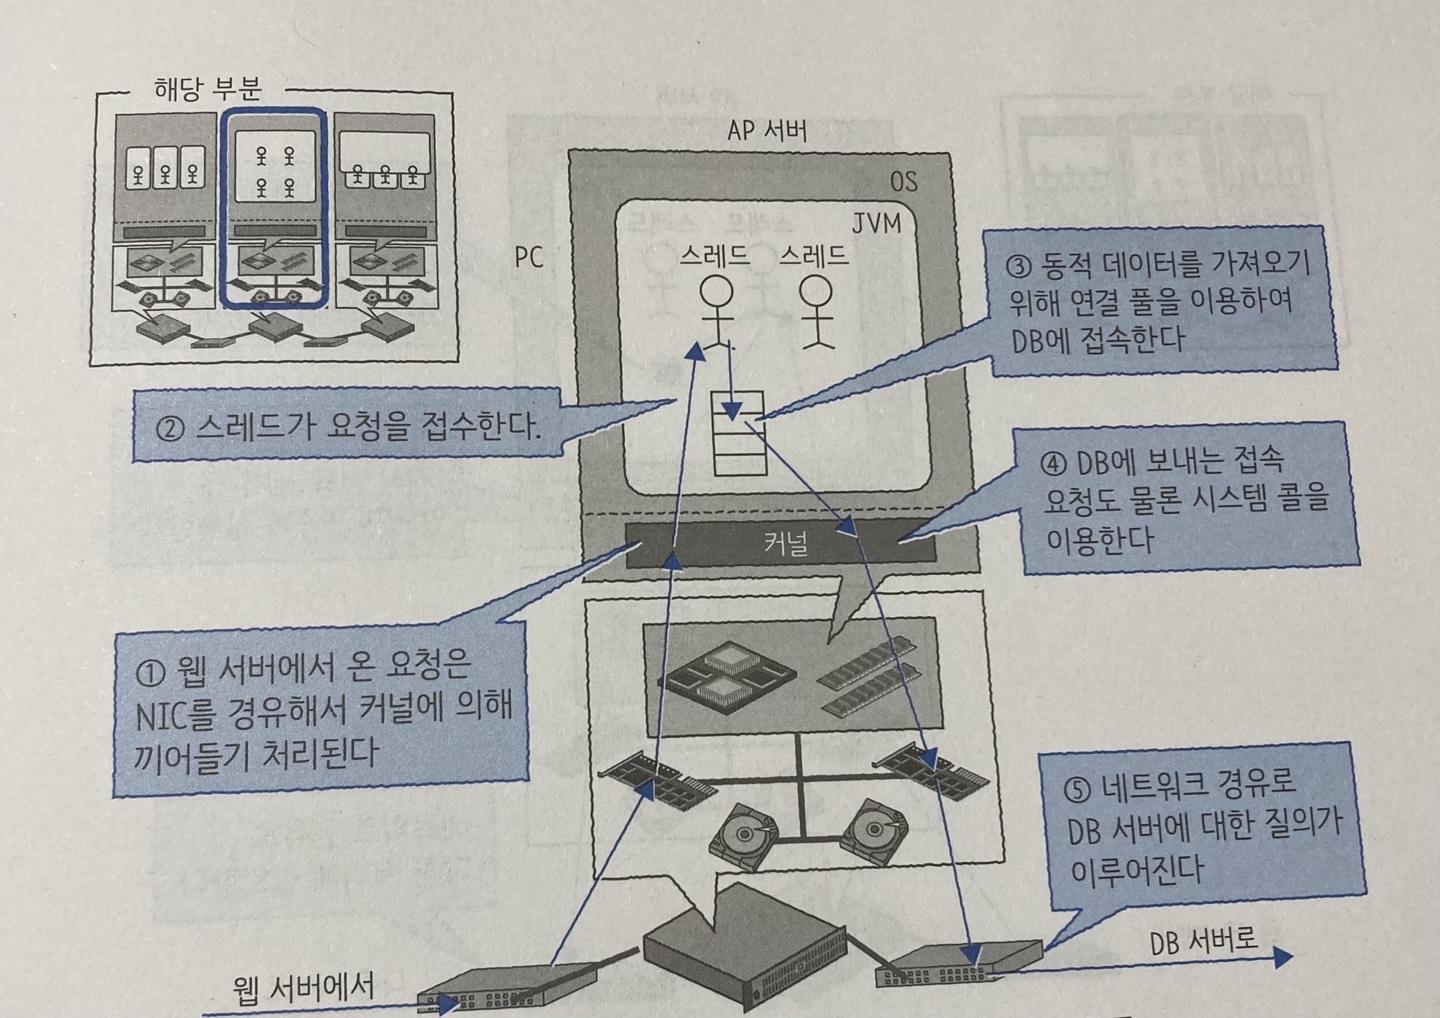 해당 부분
AP 서버
OS
JVM
PC
스레드
스레드
③ 동적 데이터를 가져오기
위해 연결 풀을 이용하여
DB에 접속한다
② 스레드가 요청을 접수한다.
④ DB에 보내는 접속
요청도 물론 시스템 콜을
이용한다
커널
① 웹 서버에서 온 요청은
NIC를 경유해서 커널에 의해
끼어들기 처리된다
⑤ 네트워크 경유로
DB 서버에 대한 질의가
이루어진다
DB 서버로
웹 서버에서